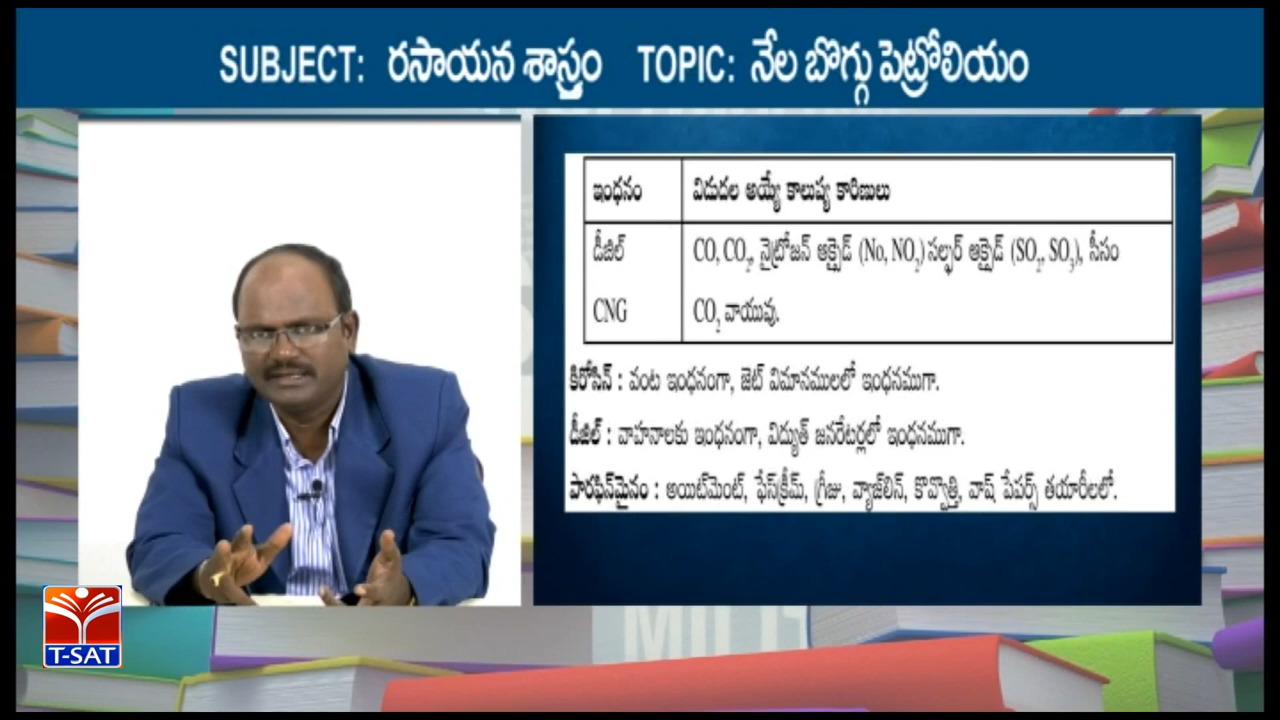 SUBJECT: రసాయన శాస్త్రం TOPIC: నేల బొగ్గు పెట్రోలియం
ఇంధనం విడుదల అయ్యే కాలుష్య కారిణులు
డీజిల్ CO, CO₂, నైట్రోజన్ ఆక్సైడ్ (No, NO₂) సల్ఫర్ ఆక్సైడ్ (SO₂, SO₃), సీసం
CNG CO₂ వాయువు.
కిరోసిన్ : వంట ఇంధనంగా, జెట్ విమానములలో ఇంధనముగా.
డీజిల్ : వాహనాలకు ఇంధనంగా, విద్యుత్ జనరేటర్లలో ఇంధనముగా.
పారఫిన్‌మైనం : ఆయిట్‌మెంట్, ఫేస్‌క్రీమ్, గ్రీజు, వ్యాజ్‌లిన్, కొవ్వొత్తి, వాష్ పేపర్స్ తయారీలలో.
T-SAT